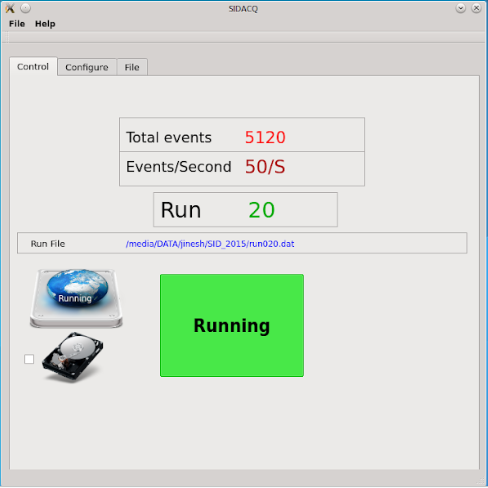 SIDACQ
File Help
Control Configure File
Total events 5120
Events/Second 50/S
Run 20
Run File /media/DATA/jinesh/SID_2015/run020.dat
Running
Running